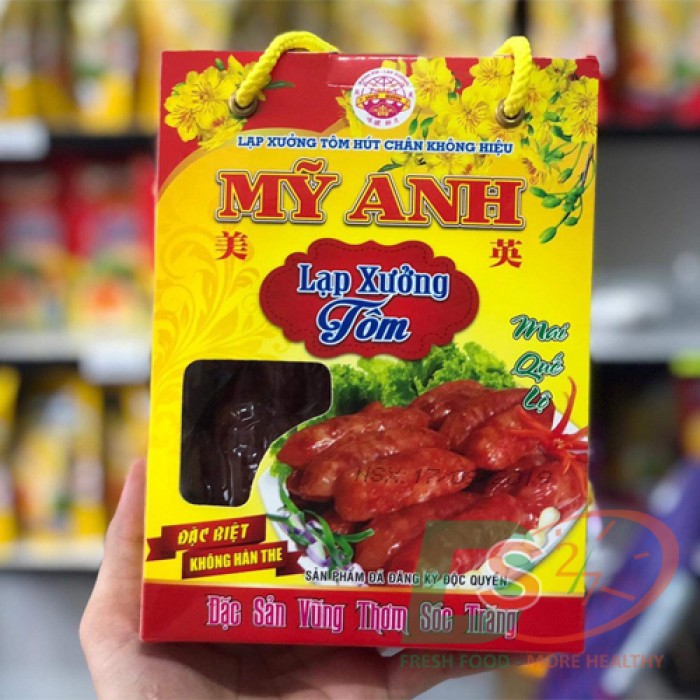 LẠP XƯỞNG TÔM HÚT CHÂN KHÔNG HIỆU
MỸ ANH
美 英
Lạp Xưởng
Tôm
Mai
Quế
Lộ
ĐẶC BIỆT
KHÔNG HÀN THE
SẢN PHẨM ĐÃ ĐĂNG KÝ ĐỘC QUYỀN
Đặc Sản Vũng Thơm Sóc Trăng
FRESH FOOD - MORE HEALTHY